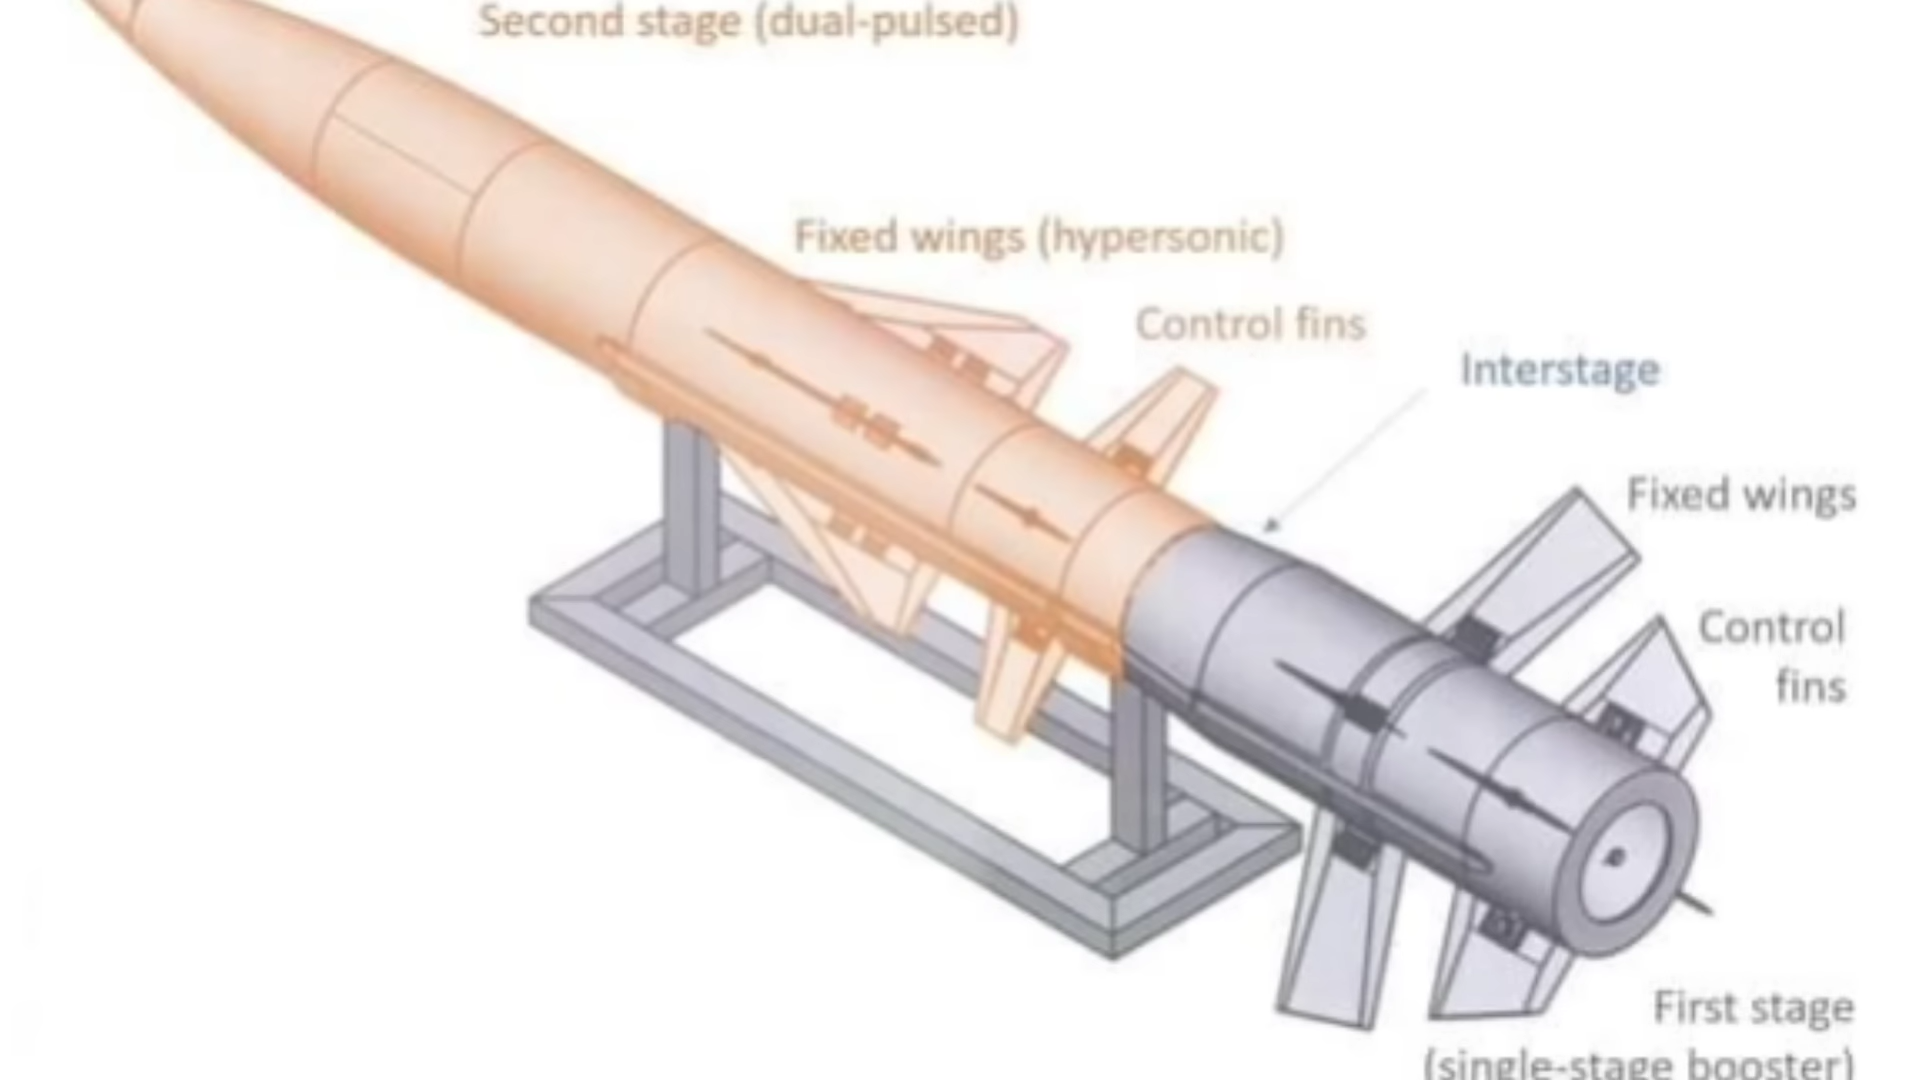 Second stage (dual-pulsed)
Fixed wings (hypersonic)
Control fins
Interstage
Fixed wings
Control
fins
First stage
(single-stage booster)